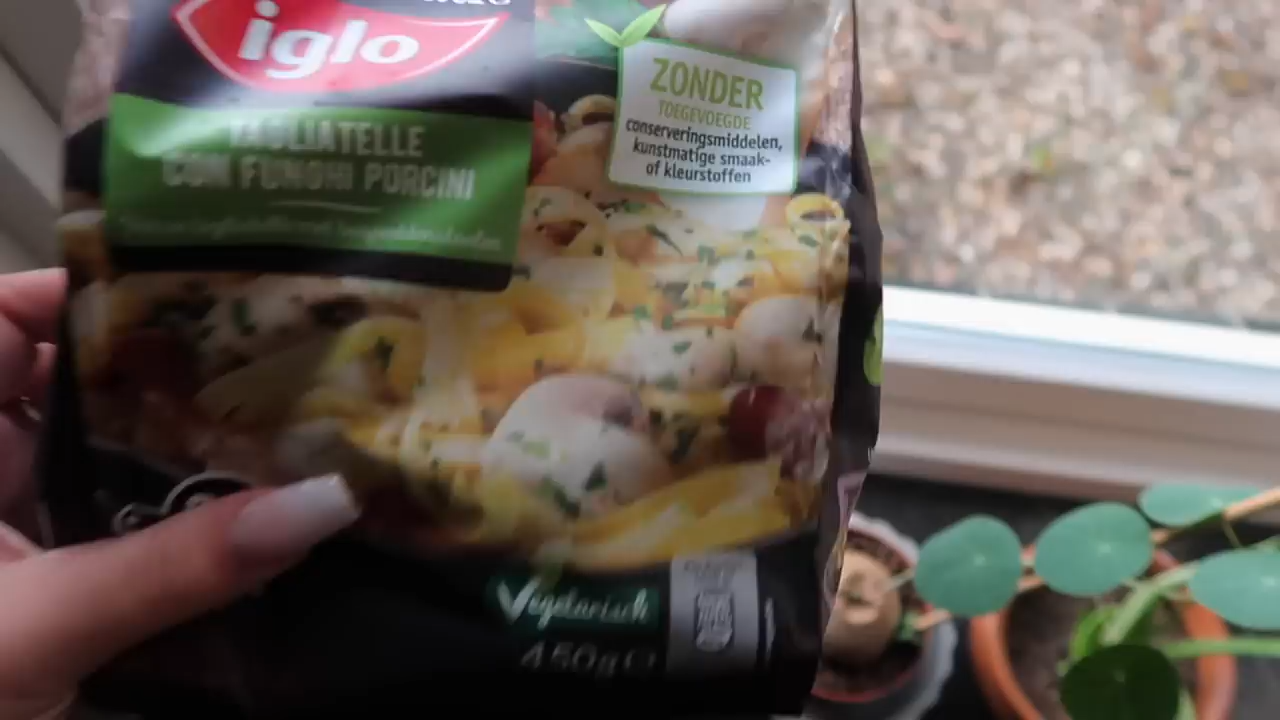 iglo
TAGLIATELLE
CON FUNGHI PORCINI
ZONDER
TOEGEVOEGDE
conserveringsmiddelen,
kunstmatige smaak-
of kleurstoffen
Vegetarisch
450g e